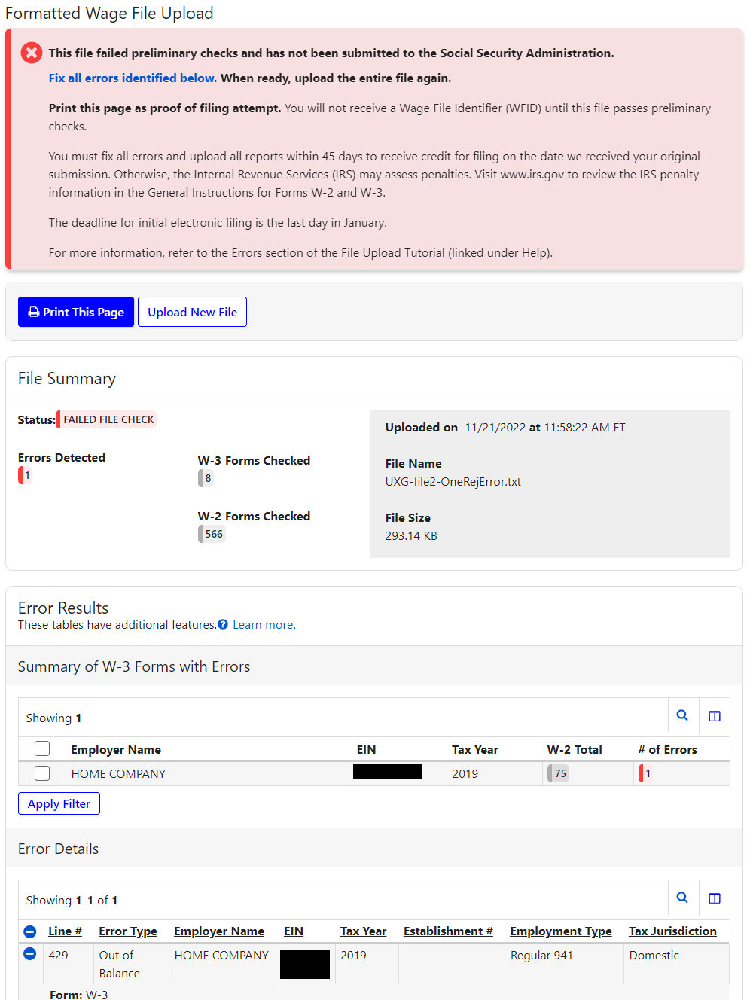 Formatted Wage File Upload
This file failed preliminary checks and has not been submitted to the Social Security Administration.
Fix all errors identified below. When ready, upload the entire file again.
Print this page as proof of filing attempt. You will not receive a Wage File Identifier (WFID) until this file passes preliminary
checks.
You must fix all errors and upload all reports within 45 days to receive credit for filing on the date we received your original
submission. Otherwise, the Internal Revenue Services (IRS) may assess penalties. Visit www.irs.gov to review the IRS penalty
information in the General Instructions for Forms W-2 and W-3.
The deadline for initial electronic filing is the last day in January.
For more information, refer to the Errors section of the File Upload Tutorial (linked under Help).
Print This Page Upload New File
File Summary
Status: FAILED FILE CHECK
Errors Detected
1
W-3 Forms Checked
8
W-2 Forms Checked
566
Uploaded on 11/21/2022 at 11:58:22 AM ET
File Name
UXG-file2-OneRejError.txt
File Size
293.14 KB
Error Results
These tables have additional features. Learn more.
Summary of W-3 Forms with Errors
Showing 1
Employer Name EIN Tax Year W-2 Total # of Errors
HOME COMPANY 2019 75 1
Apply Filter
Error Details
Showing 1-1 of 1
Line # Error Type Employer Name EIN Tax Year Establishment # Employment Type Tax Jurisdiction
429 Out of HOME COMPANY 2019 Regular 941 Domestic
Balance
Form: W-3